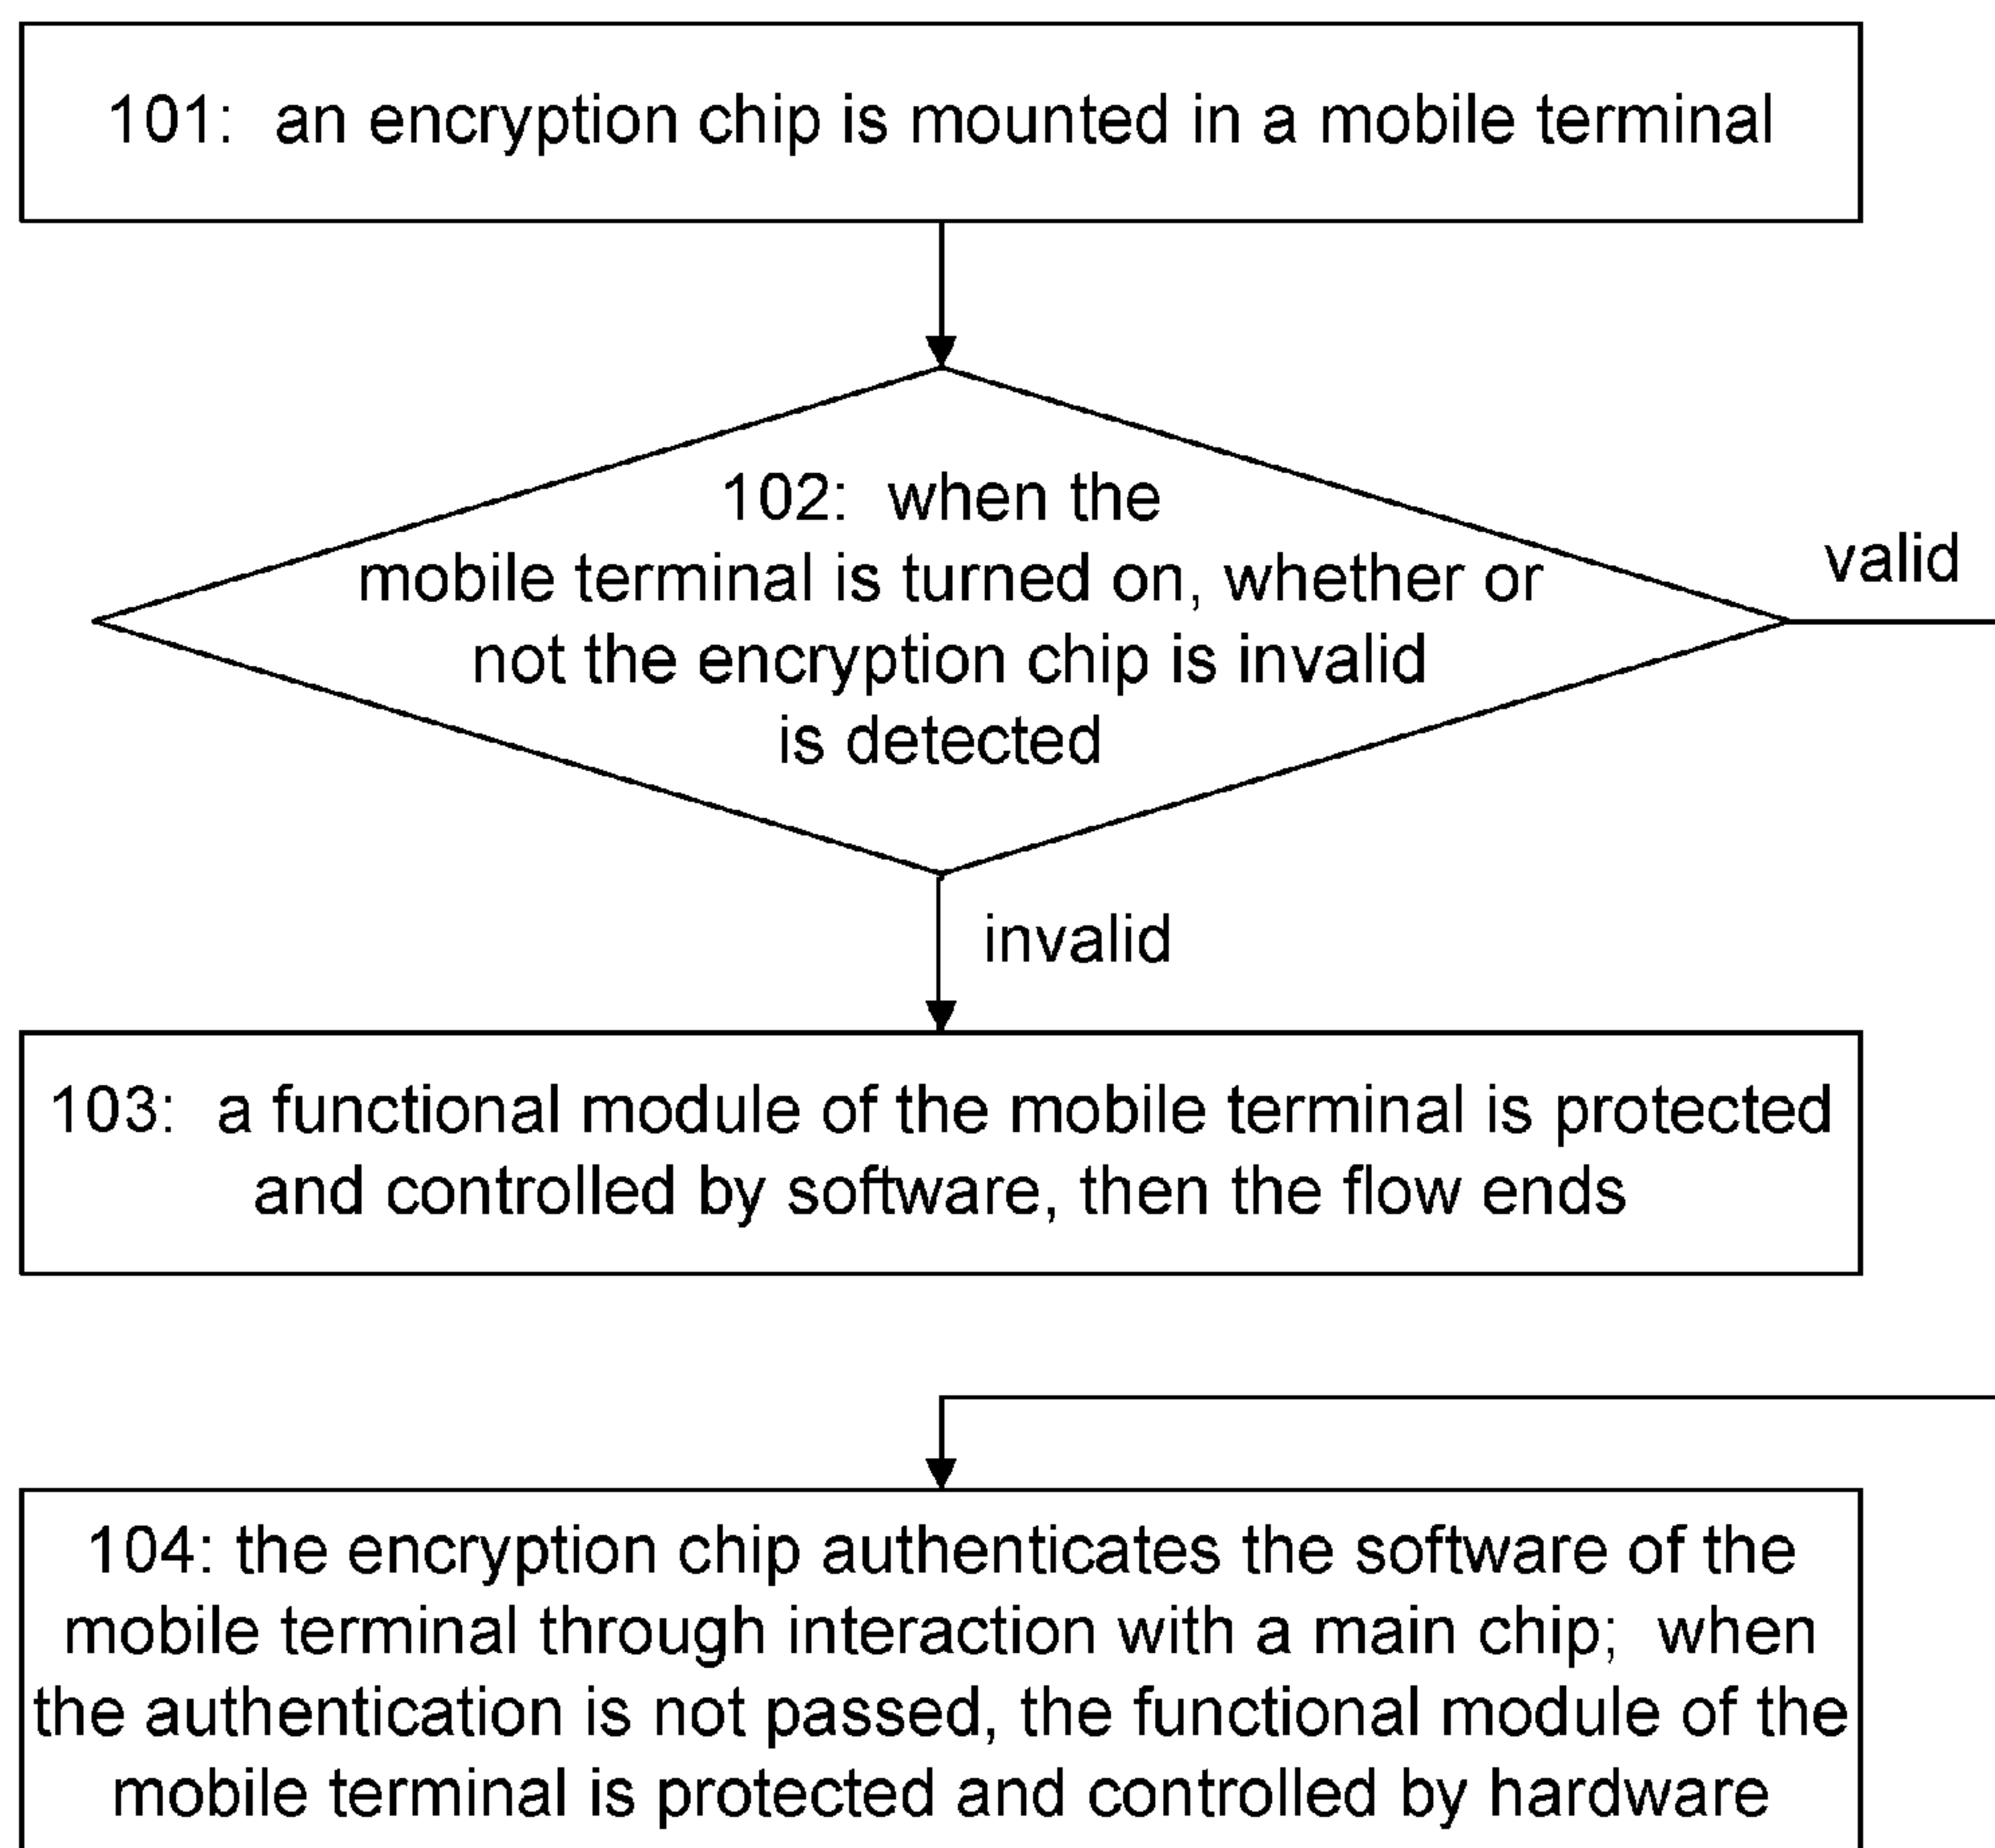 101: an encryption chip is mounted in a mobile terminal
102: when the
mobile terminal is turned on, whether or
not the encryption chip is invalid
is detected
valid
invalid
103: a functional module of the mobile terminal is protected
and controlled by software, then the flow ends
104: the encryption chip authenticates the software of the
mobile terminal through interaction with a main chip; when
the authentication is not passed, the functional module of the
mobile terminal is protected and controlled by hardware